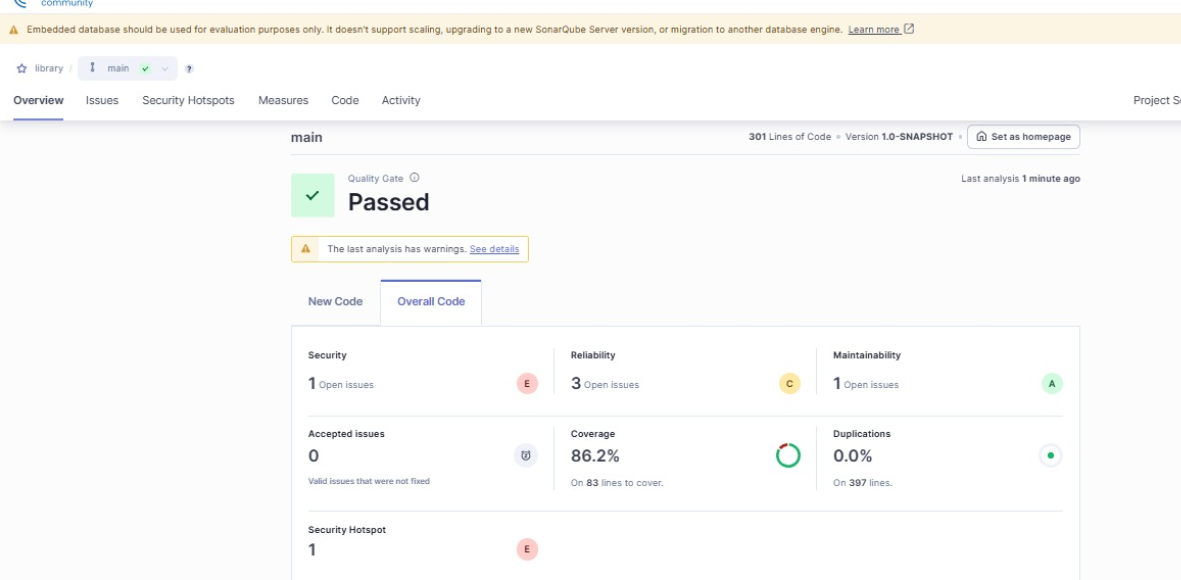 community
Embedded database should be used for evaluation purposes only. It doesn't support scaling, upgrading to a new SonarQube Server version, or migration to another database engine. Learn more
library / main ?
Overview Issues Security Hotspots Measures Code Activity
main 301 Lines of Code • Version 1.0-SNAPSHOT • Set as homepage
Quality Gate Last analysis 1 minute ago
Passed
The last analysis has warnings. See details
New Code Overall Code
Security Reliability Maintainability
1 Open issues E 3 Open issues C 1 Open issues A
Accepted issues Coverage Duplications
0 86.2% 0.0%
Valid issues that were not fixed On 83 lines to cover. On 397 lines.
Security Hotspot
1 E